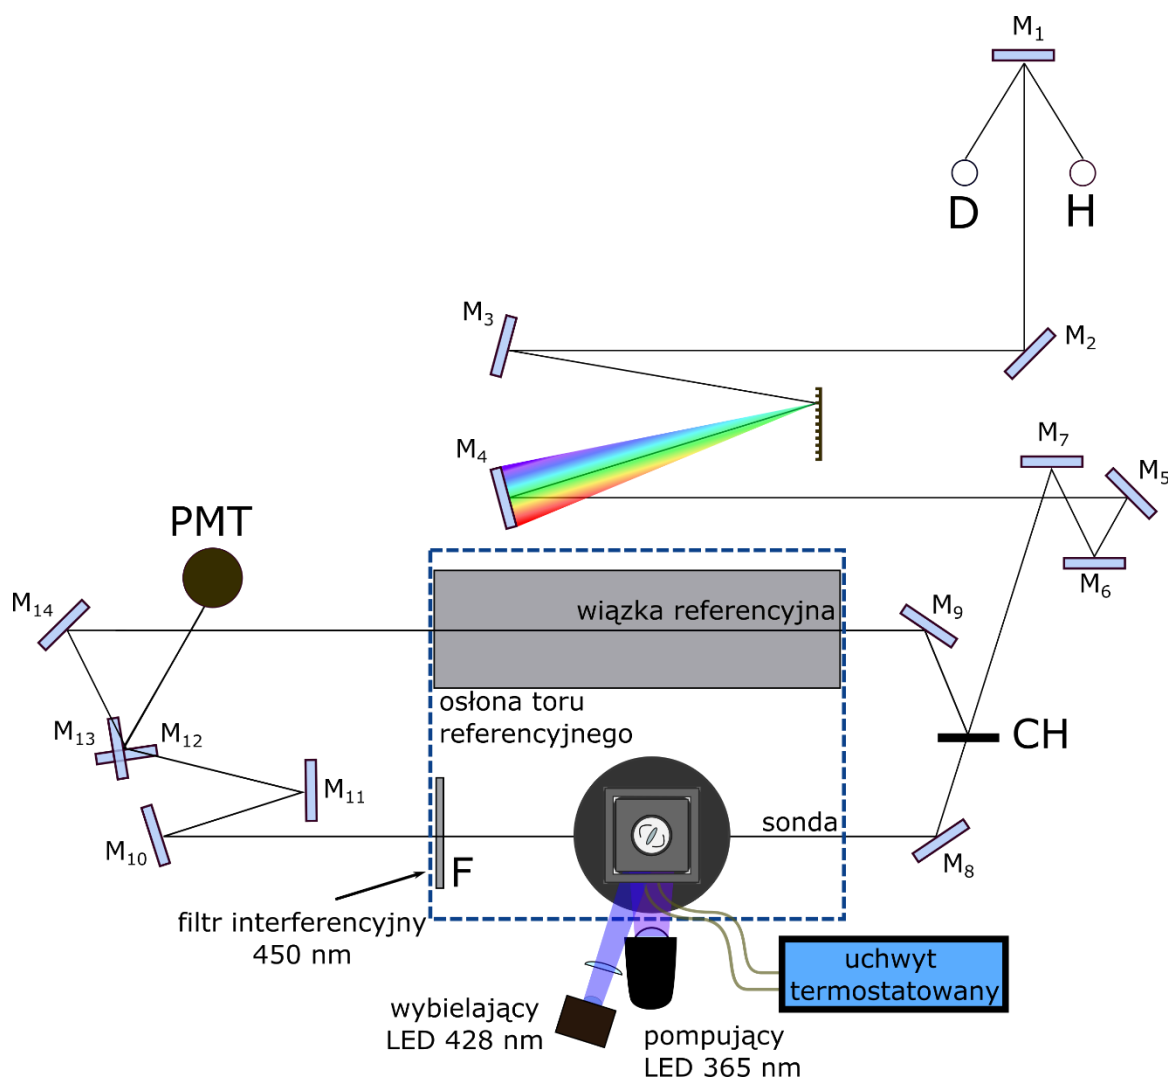 M1
D
H
M3
M2
M4
M7
M5
M6
PMT
M14
wiązka referencyjna
M9
osłona toru
referencyjnego
M13
M12
CH
M11
sonda
M10
F
M8
filtr interferencyjny
450 nm
uchwyt
termostatowany
wybielający
LED 428 nm
pompujący
LED 365 nm